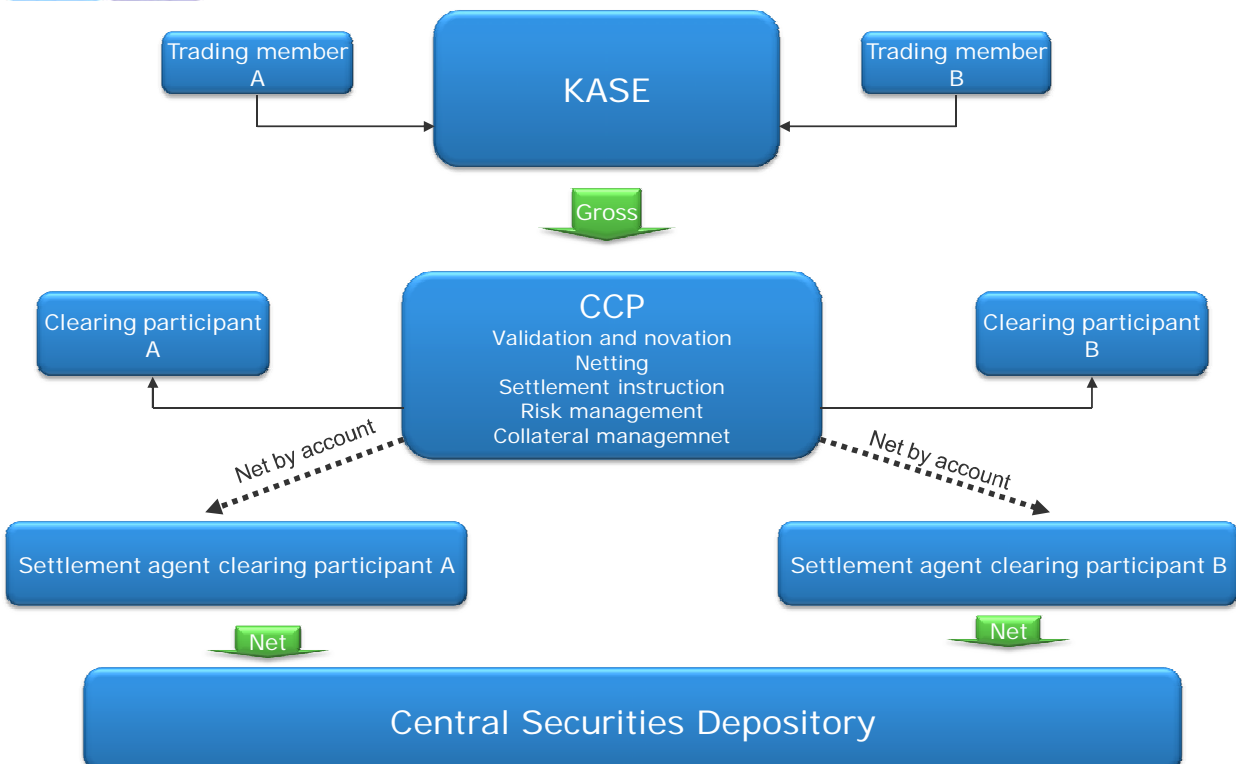 Trading member
A
KASE
Trading member
B
Gross
Clearing participant
A
CCP
Validation and novation
Netting
Settlement instruction
Risk management
Collateral managemnet
Clearing participant
B
Net by account
Net by account
Settlement agent clearing participant A
Settlement agent clearing participant B
Net
Net
Central Securities Depository